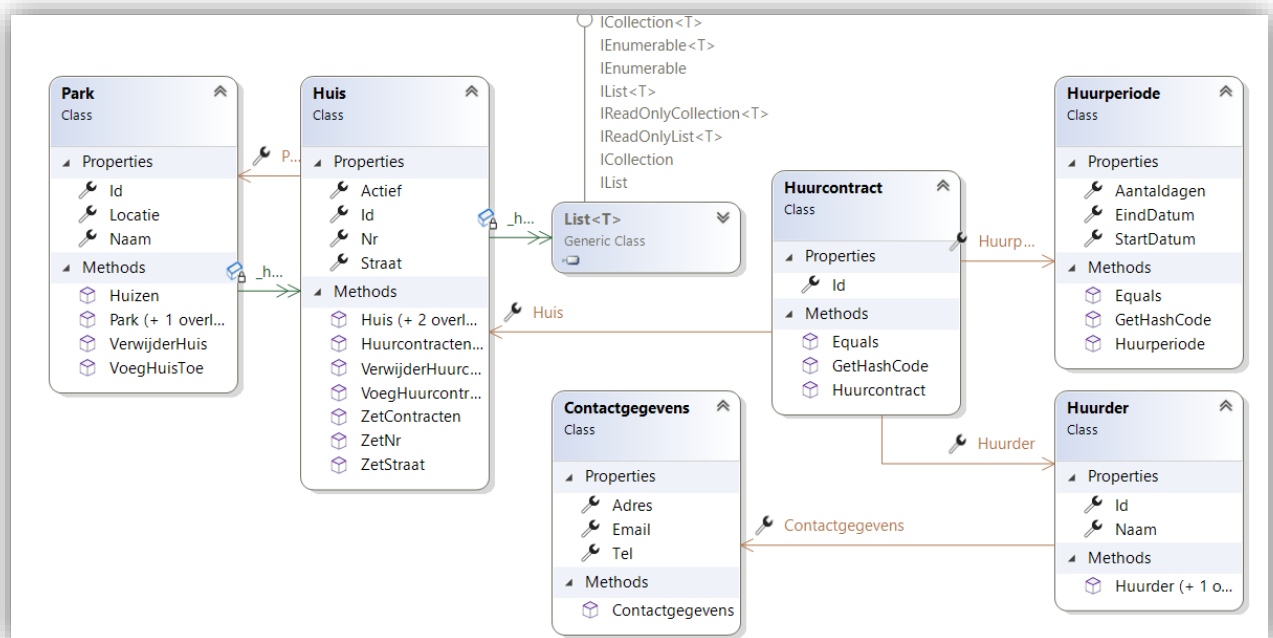 ICollection<T>
IEnumerable<T>
IEnumerable
IList<T>
IReadOnlyCollection<T>
IReadOnlyList<T>
ICollection
IList
Park
Class
Properties
Id
Locatie
Naam
Methods
Huizen
Park (+ 1 overl...
VerwijderHuis
VoegHuisToe
P...
_h...
Huis
Class
Properties
Actief
Id
Nr
Straat
Methods
Huis (+ 2 overl...
Huurcontracten...
VerwijderHuurc...
VoegHuurcontr...
ZetContracten
ZetNr
ZetStraat
_h...
List<T>
Generic Class
Huis
Huurcontract
Class
Properties
Id
Methods
Equals
GetHashCode
Huurcontract
Huurp...
Huurperiode
Class
Properties
Aantaldagen
EindDatum
StartDatum
Methods
Equals
GetHashCode
Huurperiode
Contactgegevens
Class
Properties
Adres
Email
Tel
Methods
Contactgegevens
Huurder
Contactgegevens
Huurder
Class
Properties
Id
Naam
Methods
Huurder (+ 1 o...